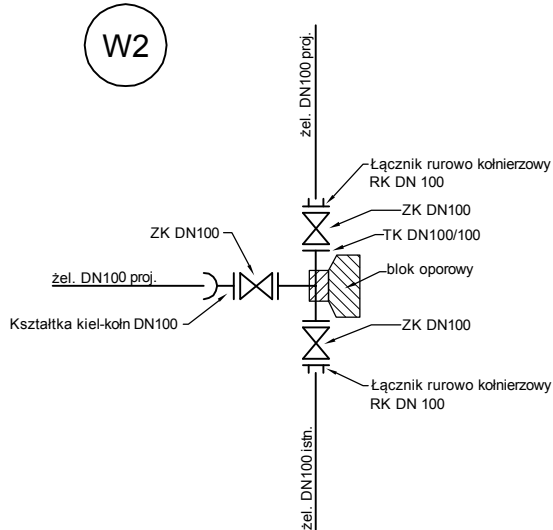 W2
żel. DN100 proj.
Łącznik rurowo kołnierzowy
RK DN 100
ZK DN100
ZK DN100
TK DN100/100
blok oporowy
żel. DN100 proj.
Kształtka kiel-kołn DN100
ZK DN100
Łącznik rurowo kołnierzowy
RK DN 100
żel. DN100 istn.